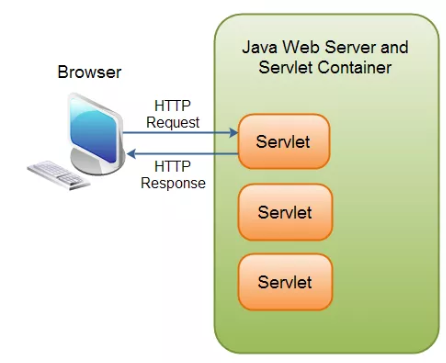 Java Web Server and
Servlet Container
Browser
HTTP
Request
Servlet
HTTP
Response
Servlet
Servlet